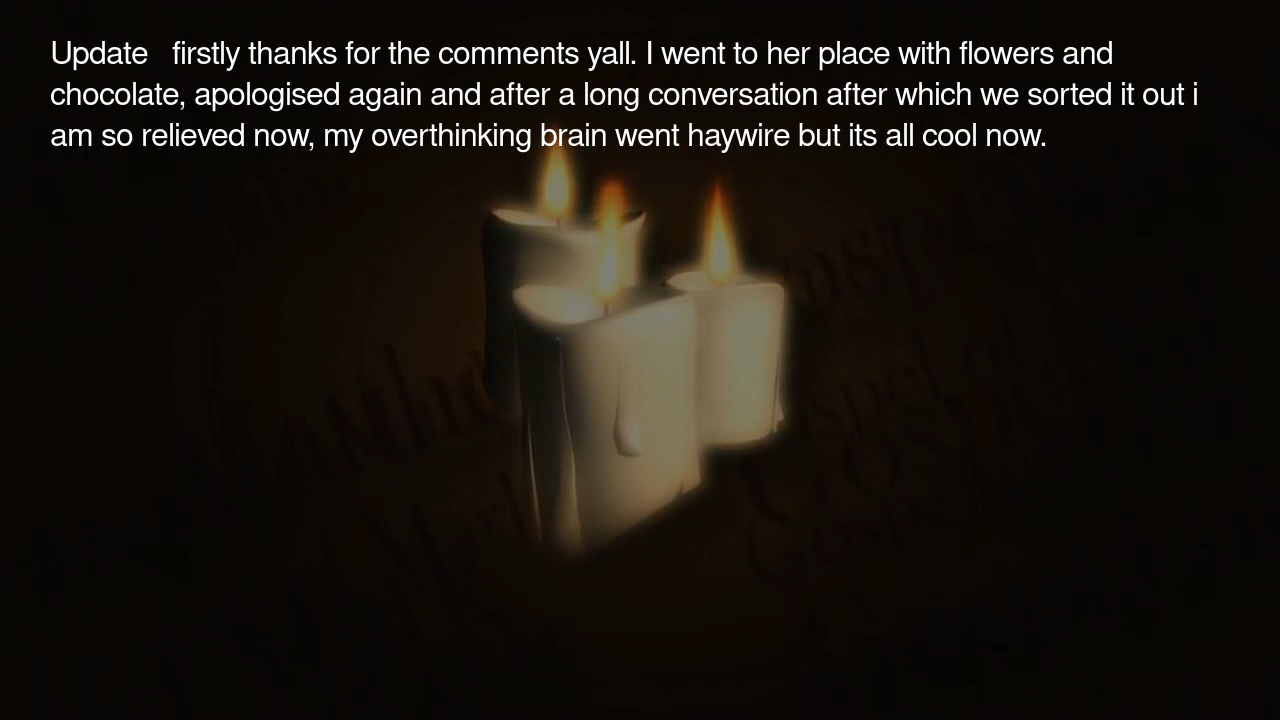 Update   firstly thanks for the comments yall. I went to her place with flowers and
chocolate, apologised again and after a long conversation after which we sorted it out i
am so relieved now, my overthinking brain went haywire but its all cool now.